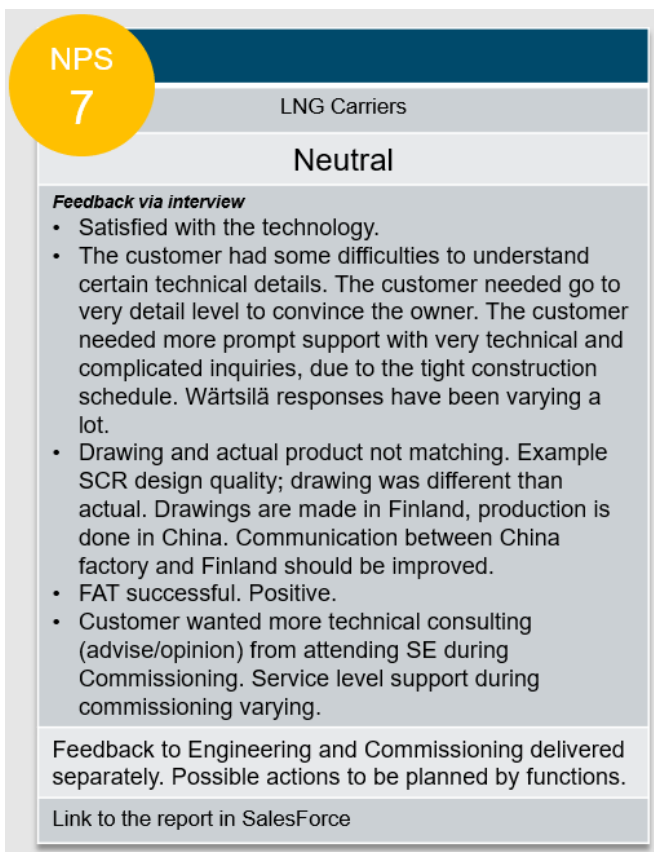 NPS
7
LNG Carriers
Neutral
Feedback via interview
• Satisfied with the technology.
• The customer had some difficulties to understand
certain technical details. The customer needed go to
very detail level to convince the owner. The customer
needed more prompt support with very technical and
complicated inquiries, due to the tight construction
schedule. Wärtsilä responses have been varying a
lot.
• Drawing and actual product not matching. Example
SCR design quality; drawing was different than
actual. Drawings are made in Finland, production is
done in China. Communication between China
factory and Finland should be improved.
• FAT successful. Positive.
• Customer wanted more technical consulting
(advise/opinion) from attending SE during
Commissioning. Service level support during
commissioning varying.
Feedback to Engineering and Commissioning delivered
separately. Possible actions to be planned by functions.
Link to the report in SalesForce